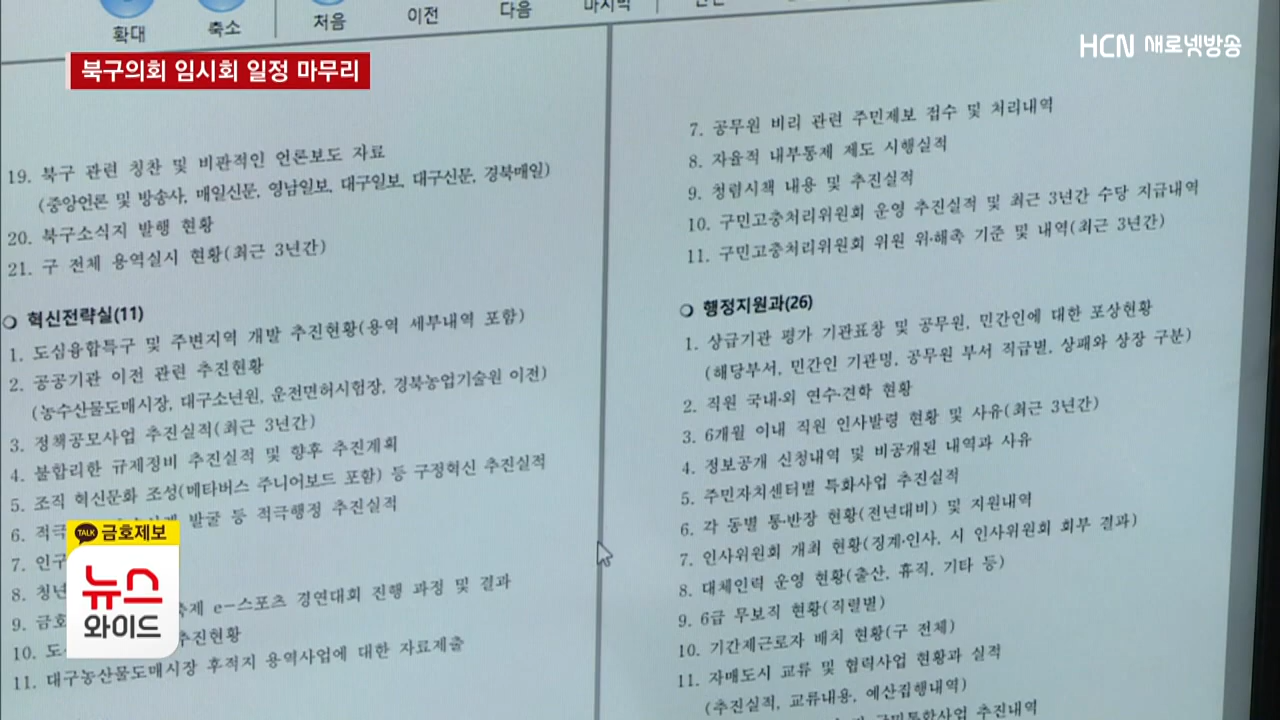 확대 축소 처음 이전 다음 마지막
HCN 새로넷방송
북구의회 임시회 일정 마무리
19. 북구 관련 칭찬 및 비판적인 언론보도 자료
(중앙언론 및 방송사, 매일신문, 영남일보, 대구일보, 대구신문, 경북매일)
20. 북구소식지 발행 현황
21. 구 전체 용역실시 현황(최근 3년간)
❍ 혁신전략실(11)
1. 도심융합특구 및 주변지역 개발 추진현황(용역 세부내역 포함)
2. 공공기관 이전 관련 추진현황
(농수산물도매시장, 대구소년원, 운전면허시험장, 경북농업기술원 이전)
3. 정책공모사업 추진실적(최근 3년간)
4. 불합리한 규제정비 추진실적 및 향후 추진계획
5. 조직 혁신문화 조성(메타버스 주니어보드 포함) 등 구정혁신 추진실적
6. 적극 발굴 등 적극행정 추진실적
7. 인구
8. 청년
9. 금호 축제 e-스포츠 경연대회 진행 과정 및 결과
10. 도심 추진현황
11. 대구농산물도매시장 후적지 용역사업에 대한 자료제출
7. 공무원 비리 관련 주민제보 접수 및 처리내역
8. 자율적 내부통제 제도 시행실적
9. 청렴시책 내용 및 추진실적
10. 구민고충처리위원회 운영 추진실적 및 최근 3년간 수당 지급내역
11. 구민고충처리위원회 위원 위·해촉 기준 및 내역(최근 3년간)
❍ 행정지원과(26)
1. 상급기관 평가 기관표창 및 공무원, 민간인에 대한 포상현황
(해당부서, 민간인 기관명, 공무원 부서 직급별, 상패와 상장 구분)
2. 직원 국내·외 연수·견학 현황
3. 6개월 이내 직원 인사발령 현황 및 사유(최근 3년간)
4. 정보공개 신청내역 및 비공개된 내역과 사유
5. 주민자치센터별 특화사업 추진실적
6. 각 동별 통·반장 현황(전년대비) 및 지원내역
7. 인사위원회 개최 현황(징계·인사, 시 인사위원회 회부 결과)
8. 대체인력 운영 현황(출산, 휴직, 기타 등)
9. 6급 무보직 현황(직렬별)
10. 기간제근로자 배치 현황(구 전체)
11. 자매도시 교류 및 협력사업 현황과 실적
(추진실적, 교류내용, 예산집행내역)
국민통합사업 추진내역
TALK 금호제보
뉴스
와이드